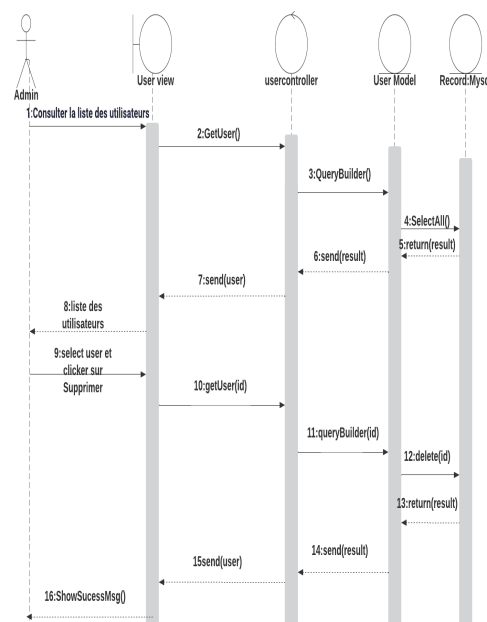 Admin
User view
usercontroller
User Model
Record:Mysq
1:Consulter la liste des utilisateurs
2:GetUser()
3:QueryBuilder()
4:SelectAll()
5:return(result)
6:send(result)
7:send(user)
8:liste des
utilisateurs
9:select user et
clicker sur
Supprimer
10:getUser(id)
11:queryBuilder(id)
12:delete(id)
13:return(result)
14:send(result)
15send(user)
16:ShowSucessMsg()